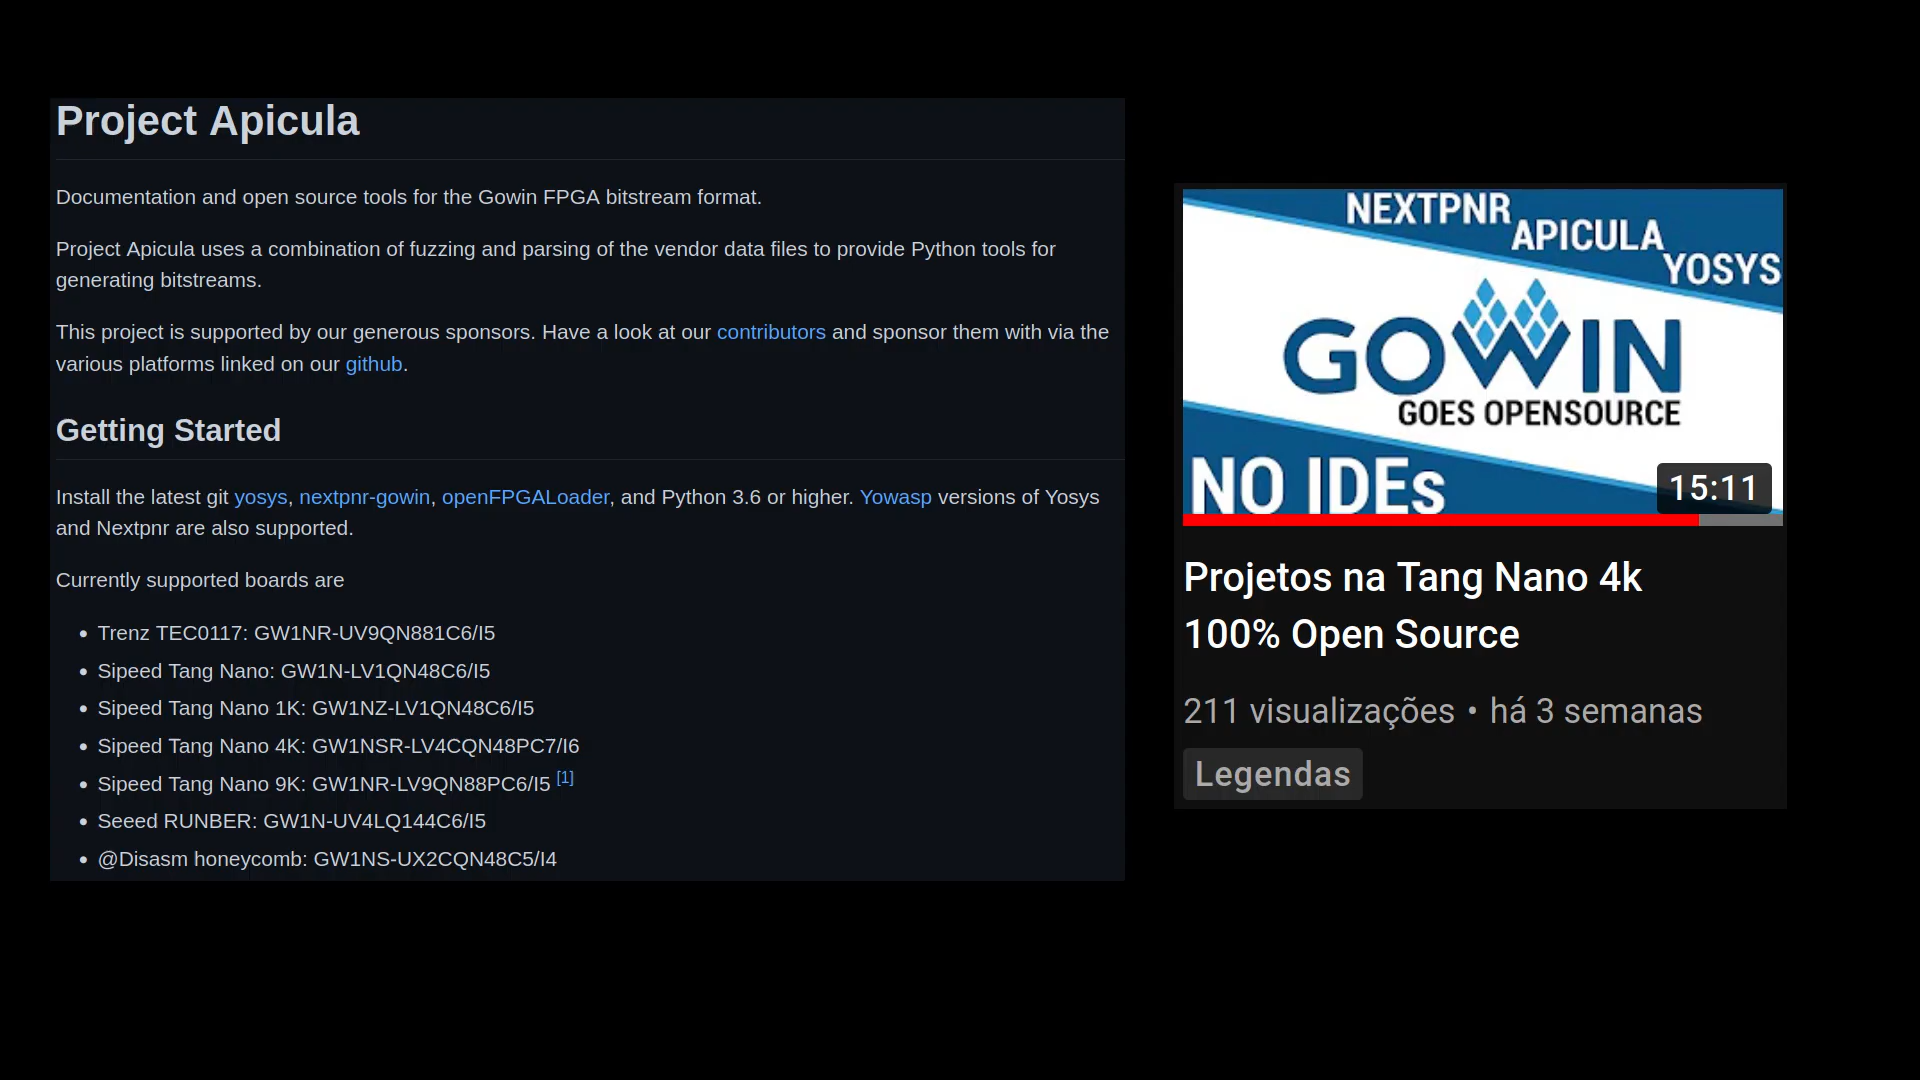 Project Apicula
Documentation and open source tools for the Gowin FPGA bitstream format.
Project Apicula uses a combination of fuzzing and parsing of the vendor data files to provide Python tools for
generating bitstreams.
This project is supported by our generous sponsors. Have a look at our contributors and sponsor them with via the
various platforms linked on our github.
Getting Started
Install the latest git yosys, nextpnr-gowin, openFPGALoader, and Python 3.6 or higher. Yowasp versions of Yosys
and Nextpnr are also supported.
Currently supported boards are
• Trenz TEC0117: GW1NR-UV9QN881C6/I5
• Sipeed Tang Nano: GW1N-LV1QN48C6/I5
• Sipeed Tang Nano 1K: GW1NZ-LV1QN48C6/I5
• Sipeed Tang Nano 4K: GW1NSR-LV4CQN48PC7/I6
• Sipeed Tang Nano 9K: GW1NR-LV9QN88PC6/I5 [1]
• Seeed RUNBER: GW1N-UV4LQ144C6/I5
• @Disasm honeycomb: GW1NS-UX2CQN48C5/I4
NEXTPNR
APICULA
YOSYS
GOWIN
GOES OPENSOURCE
NO IDEs
15:11
Projetos na Tang Nano 4k
100% Open Source
211 visualizações • há 3 semanas
Legendas